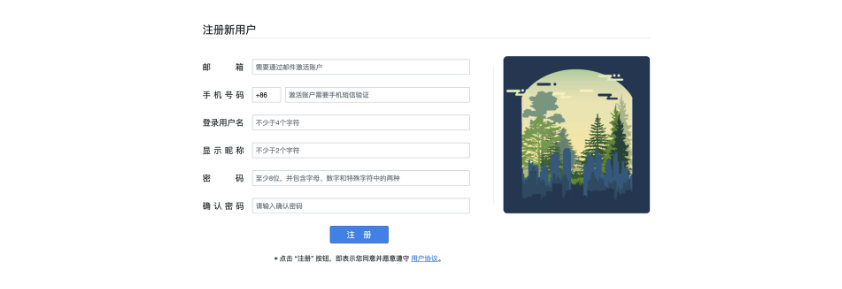 注册新用户
邮 箱 需要通过邮件激活账户
手机号码 +86 激活账户需要手机短信验证
登录用户名 不少于4个字符
显示昵称 不少于2个字符
密 码 至少8位，并包含字母、数字和特殊字符中的两种
确认密码 请输入确认密码
注 册
* 点击 “注册” 按钮，即表示您同意并愿意遵守 用户协议。